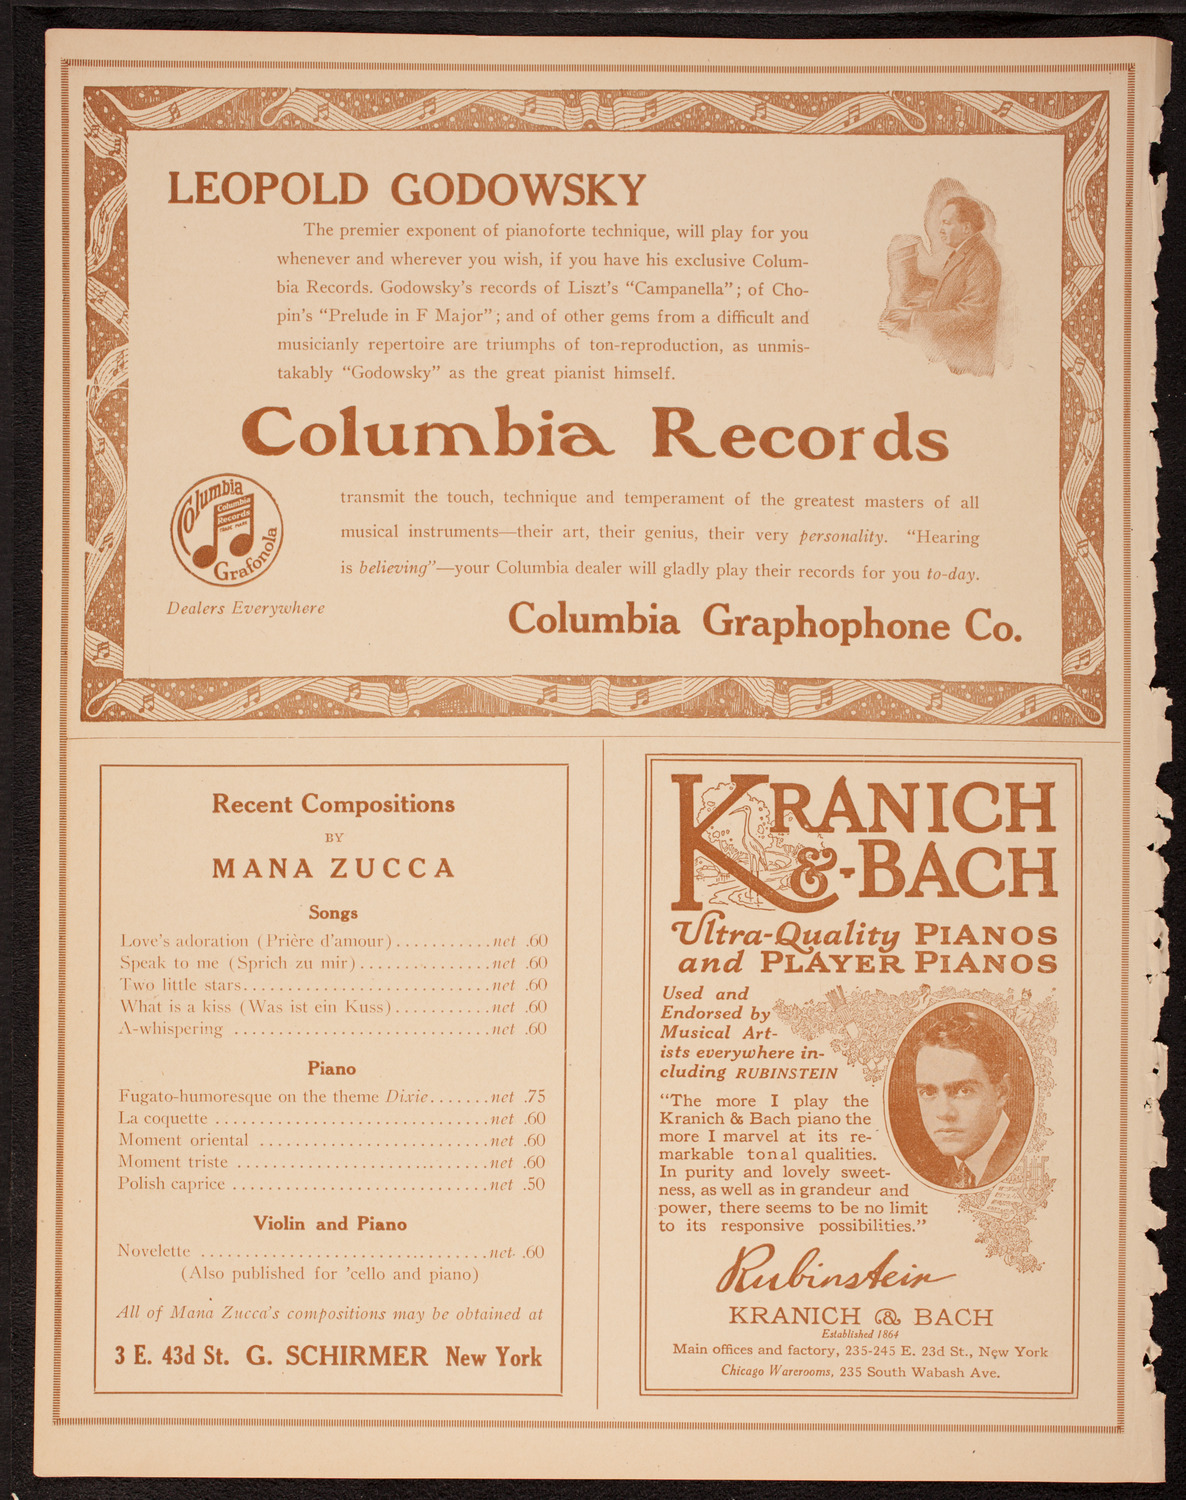 LEOPOLD GODOWSKY
The premier exponent of pianoforte technique, will play for you
whenever and wherever you wish, if you have his exclusive Colum-
bia Records. Godowsky's records of Liszt's "Campanella"; of Cho-
pin's "Prelude in F Major"; and of other gems from a difficult and
musicianly repertoire are triumphs of ton-reproduction, as unmis-
takably "Godowsky" as the great pianist himself.
Columbia Records
Columbia
Columbia
Records
TRADE MARK
Grafonola
transmit the touch, technique and temperament of the greatest masters of all
musical instruments—their art, their genius, their very personality. "Hearing
is believing"—your Columbia dealer will gladly play their records for you to-day.
Dealers Everywhere
Columbia Graphophone Co.
Recent Compositions
BY
MANA ZUCCA
Songs
Love's adoration (Prière d'amour)...........net .60
Speak to me (Sprich zu mir)...............net .60
Two little stars............................net .60
What is a kiss (Was ist ein Kuss)...........net .60
A-whispering .............................net .60
Piano
Fugato-humoresque on the theme Dixie.......net .75
La coquette ...............................net .60
Moment oriental ..........................net .60
Moment triste ............................net .60
Polish caprice .............................net .50
Violin and Piano
Novelette ................................net .60
(Also published for 'cello and piano)
All of Mana Zucca's compositions may be obtained at
3 E. 43d St. G. SCHIRMER New York
KRANICH
&-BACH
Ultra-Quality PIANOS
and PLAYER PIANOS
Used and
Endorsed by
Musical Art-
ists everywhere in-
cluding RUBINSTEIN
"The more I play the
Kranich & Bach piano the
more I marvel at its re-
markable tonal qualities.
In purity and lovely sweet-
ness, as well as in grandeur and
power, there seems to be no limit
to its responsive possibilities."
Rubinstein
KRANICH & BACH
Established 1864
Main offices and factory, 235-245 E. 23d St., New York
Chicago Warerooms, 235 South Wabash Ave.